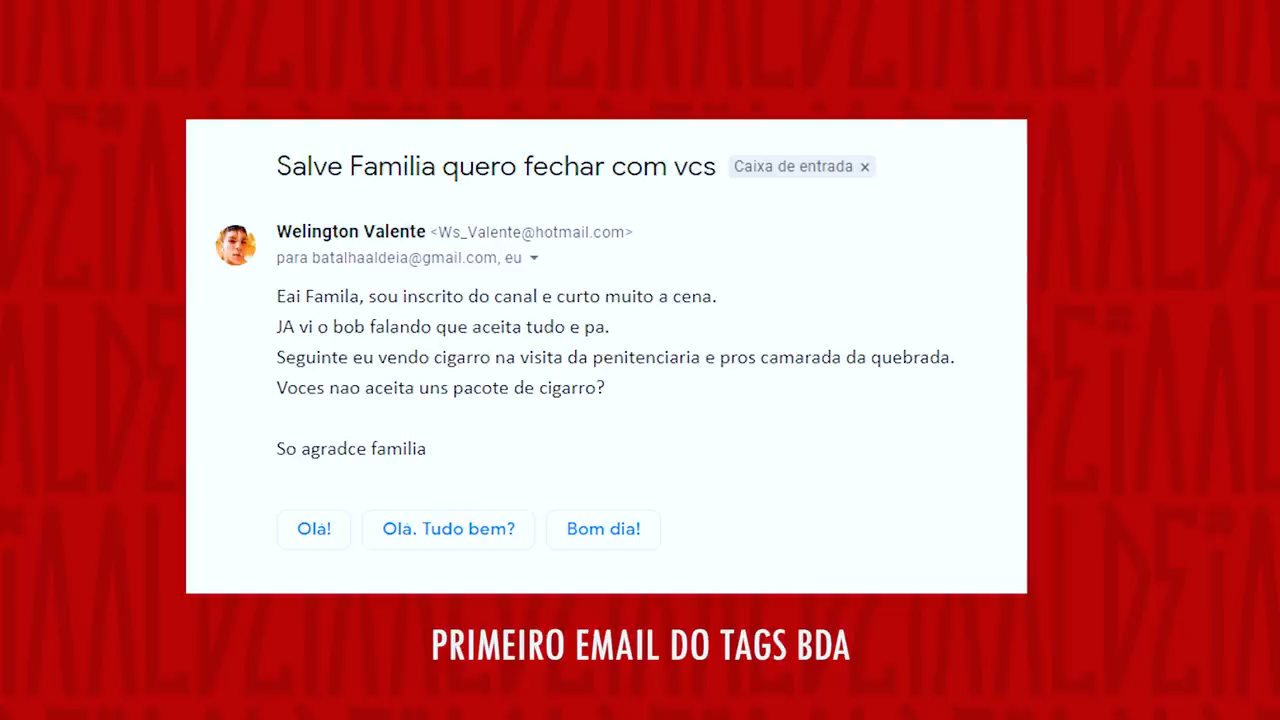 Salve Familia quero fechar com vcs Caixa de entrada ×
Welington Valente <Ws_Valente@hotmail.com>
para batalhaaldeia@gmail.com, eu
Eai Famila, sou inscrito do canal e curto muito a cena.
JA vi o bob falando que aceita tudo e pa.
Seguinte eu vendo cigarro na visita da penitenciaria e pros camarada da quebrada.
Voces nao aceita uns pacote de cigarro?
So agradce familia
Olá! Olá. Tudo bem? Bom dia!
PRIMEIRO EMAIL DO TAGS BDA